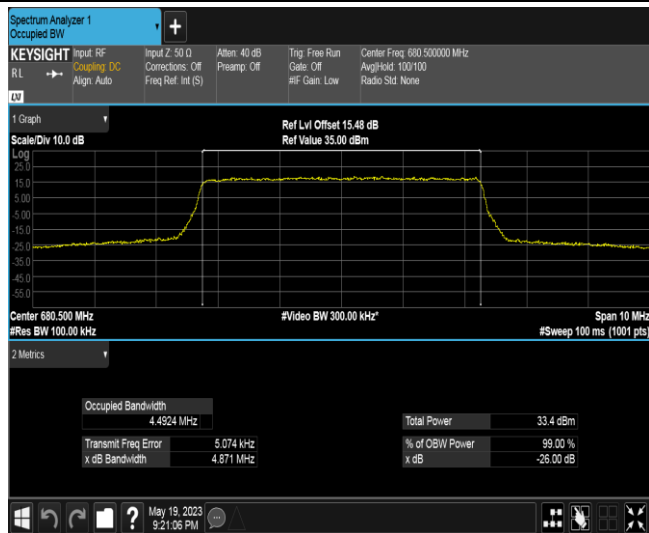 Spectrum Analyzer 1
Occupied BW
KEYSIGHT
Input: RF
Coupling: DC
Align: Auto
Input Z: 50 Ω
Corrections: Off
Freq Ref: Int (S)
Atten: 40 dB
Preamp: Off
Trig: Free Run
Gate: Off
#IF Gain: Low
Center Freq: 680.500000 MHz
Avg|Hold: 100/100
Radio Std: None
R L
LXI
1 Graph
Scale/Div 10.0 dB
Ref Lvl Offset 15.48 dB
Ref Value 35.00 dBm
Log
25.0
15.0
5.00
-5.00
-15.0
-25.0
-35.0
-45.0
-55.0
Center 680.500 MHz
#Video BW 300.00 kHz*
Span 10 MHz
#Res BW 100.00 kHz
#Sweep 100 ms (1001 pts)
2 Metrics
Occupied Bandwidth
4.4924 MHz
Total Power 33.4 dBm
Transmit Freq Error 5.074 kHz
% of OBW Power 99.00 %
x dB Bandwidth 4.871 MHz
x dB -26.00 dB
May 19, 2023
9:21:06 PM